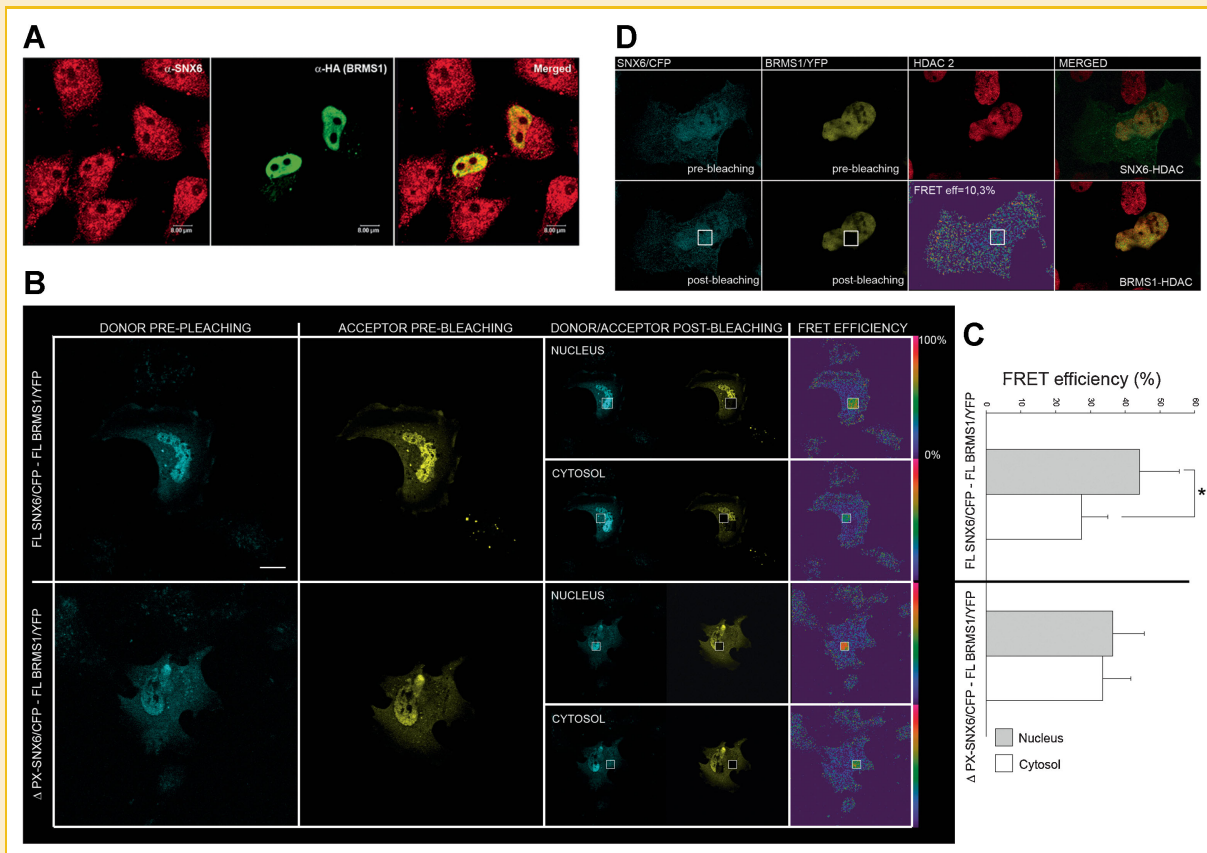 A
α-SNX6
α-HA (BRMS1)
Merged
8.00 µm
8.00 µm
8.00 µm
D
SNX6/CFP
BRMS1/YFP
HDAC 2
MERGED
pre-bleaching
pre-bleaching
SNX6-HDAC
post-bleaching
post-bleaching
FRET eff=10,3%
BRMS1-HDAC
B
DONOR PRE-PLEACHING
ACCEPTOR PRE-BLEACHING
DONOR/ACCEPTOR POST-BLEACHING
FRET EFFICIENCY
FL SNX6/CFP - FL BRMS1/YFP
NUCLEUS
100%
0%
CYTOSOL
Δ PX-SNX6/CFP - FL BRMS1/YFP
NUCLEUS
CYTOSOL
C
FRET efficiency (%)
0 10 20 30 40 50 60
FL SNX6/CFP - FL BRMS1/YFP
*
Δ PX-SNX6/CFP - FL BRMS1/YFP
Nucleus
Cytosol